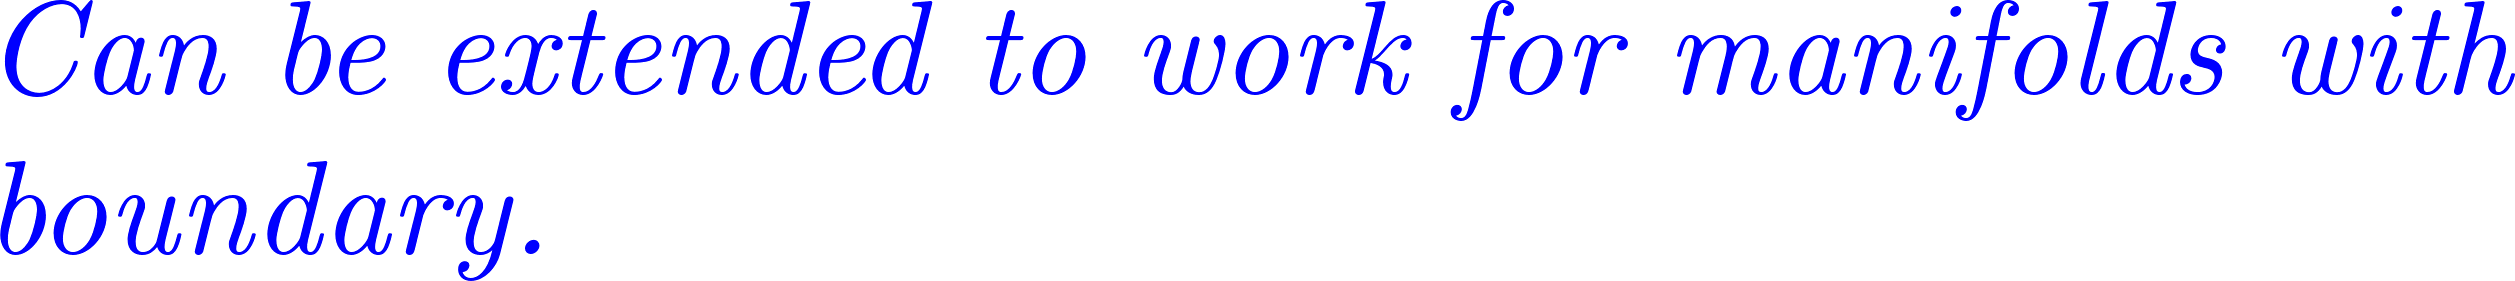 Can be extended to work for manifolds with
boundary.